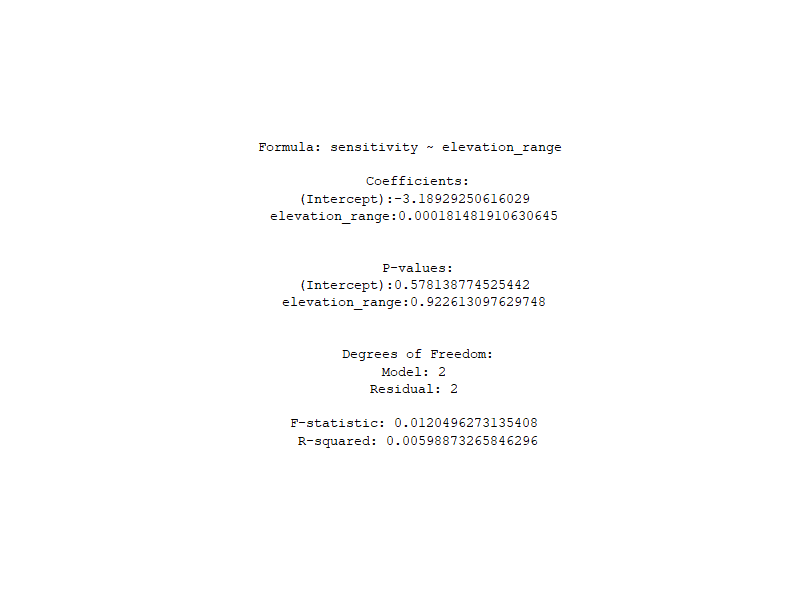 Formula: sensitivity ~ elevation_range
Coefficients:
(Intercept):-3.18929250616029
elevation_range:0.000181481910630645
P-values:
(Intercept):0.578138774525442
elevation_range:0.922613097629748
Degrees of Freedom:
Model: 2
Residual: 2
F-statistic: 0.0120496273135408
R-squared: 0.00598873265846296